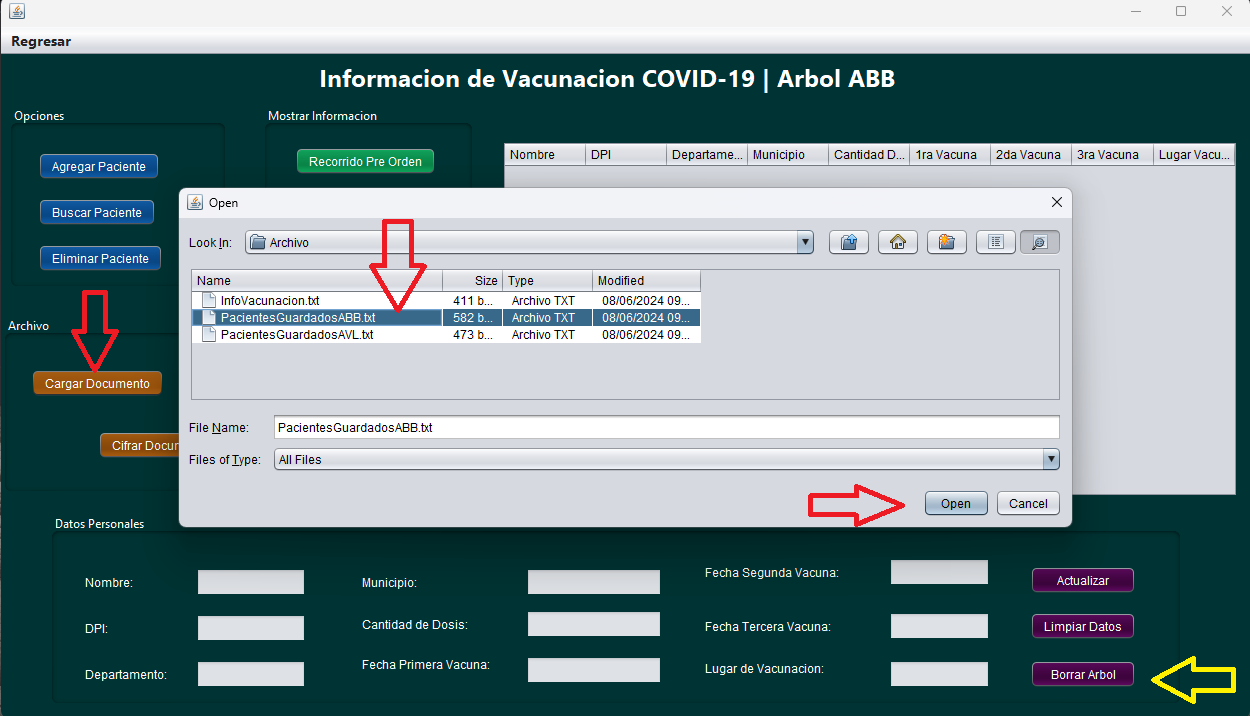 Regresar
Informacion de Vacunacion COVID-19 | Arbol ABB
Opciones
Mostrar Informacion
Agregar Paciente
Recorrido Pre Orden
Buscar Paciente
Eliminar Paciente
Nombre DPI Departame... Municipio Cantidad D... 1ra Vacuna 2da Vacuna 3ra Vacuna Lugar Vacu...
Archivo
Cargar Documento
Cifrar Docun
Open
Look In: Archivo
Name Size Type Modified
InfoVacunacion.txt 411 b... Archivo TXT 08/06/2024 09...
PacientesGuardadosABB.txt 582 b... Archivo TXT 08/06/2024 09...
PacientesGuardadosAVL.txt 473 b... Archivo TXT 08/06/2024 09...
File Name: PacientesGuardadosABB.txt
Files of Type: All Files
Open Cancel
Datos Personales
Nombre:
DPI:
Departamento:
Municipio:
Cantidad de Dosis:
Fecha Primera Vacuna:
Fecha Segunda Vacuna:
Fecha Tercera Vacuna:
Lugar de Vacunacion:
Actualizar
Limpiar Datos
Borrar Arbol